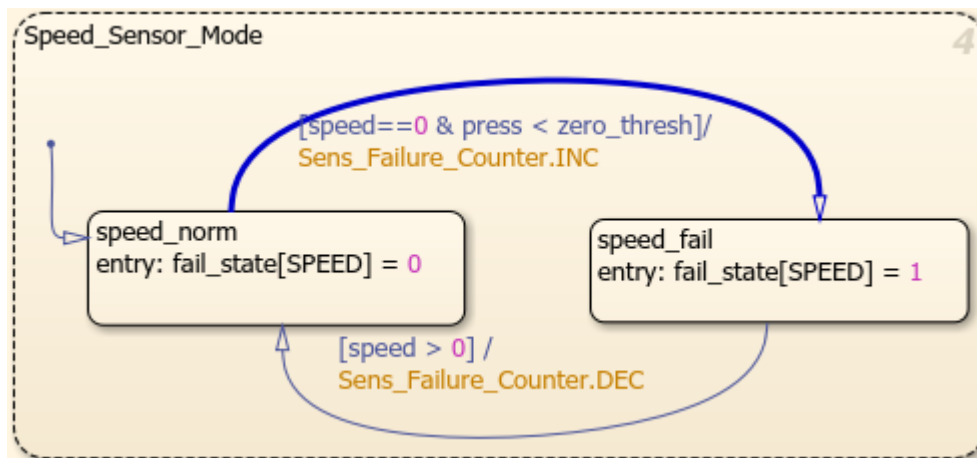 Speed_Sensor_Mode
4
[speed==0 & press < zero_thresh]/
Sens_Failure_Counter.INC
speed_norm
entry: fail_state[SPEED] = 0
speed_fail
entry: fail_state[SPEED] = 1
[speed > 0] /
Sens_Failure_Counter.DEC